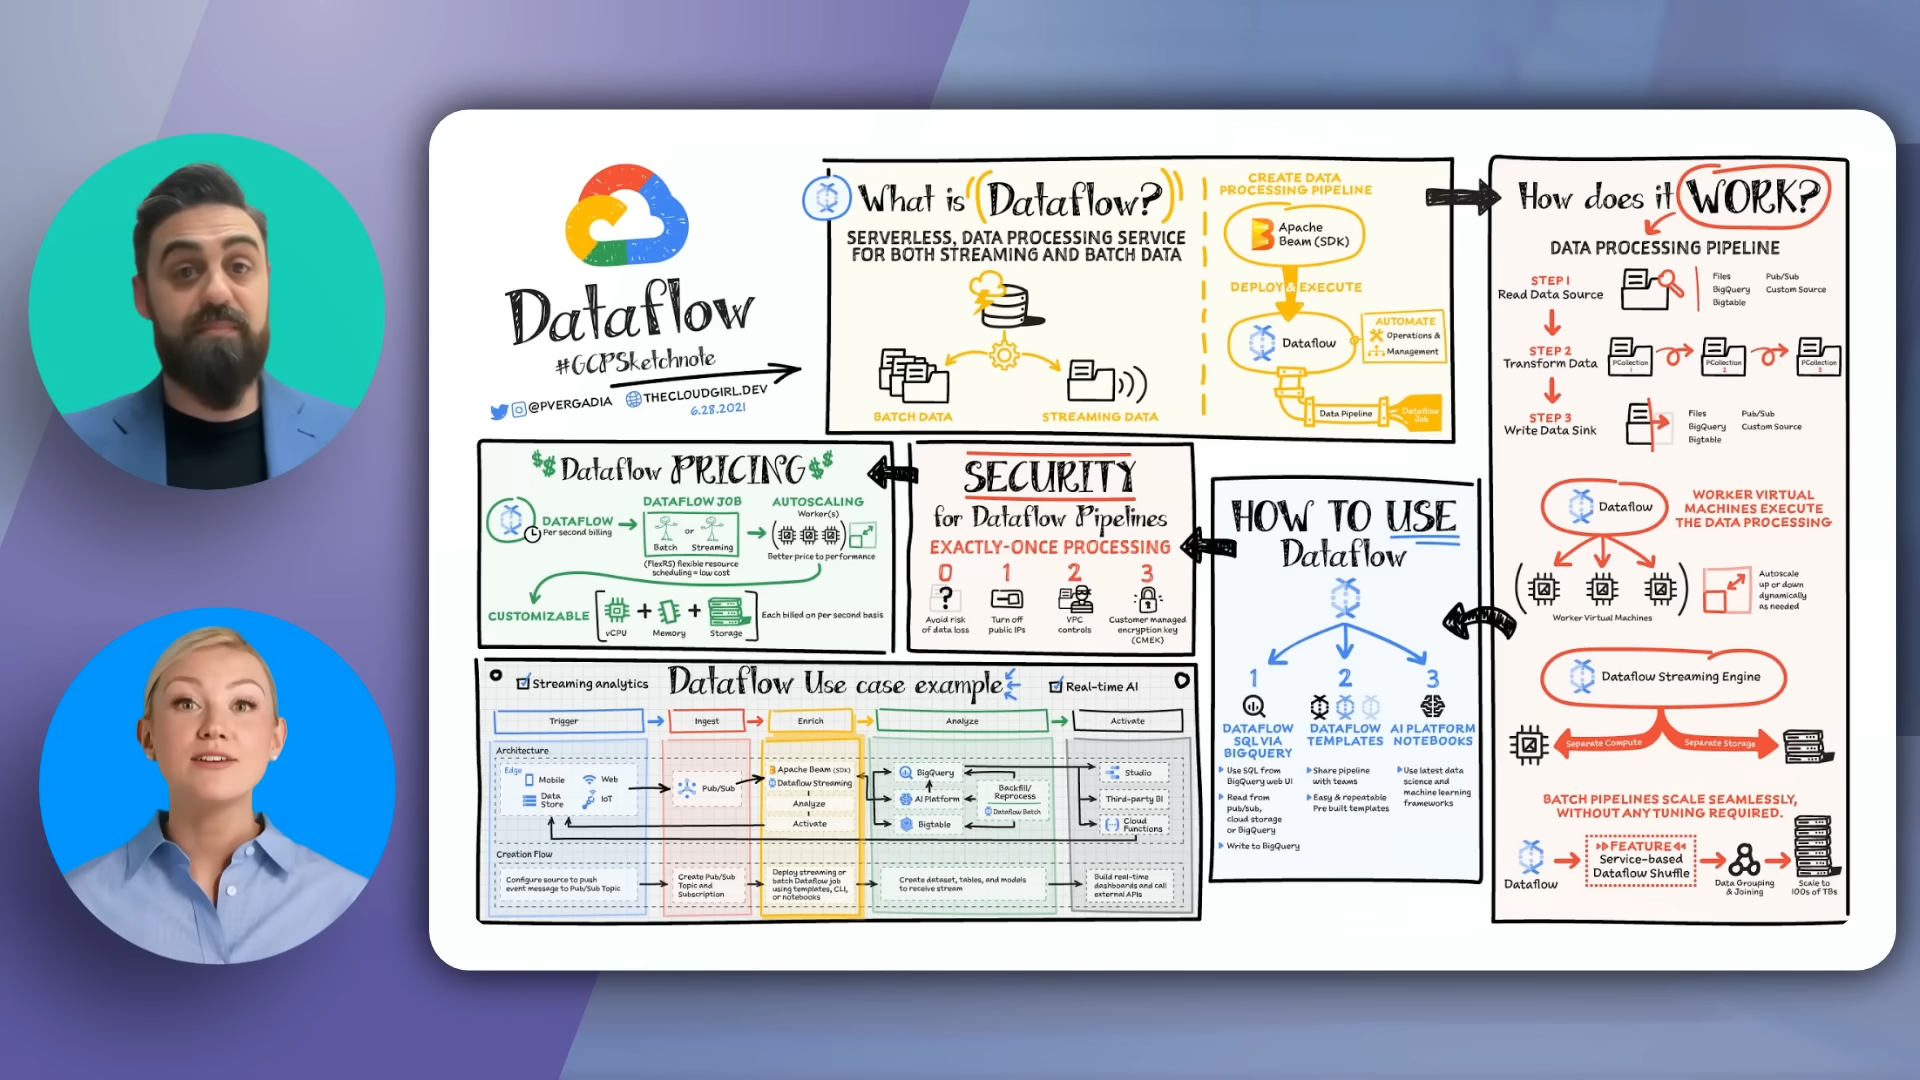 Dataflow
#GCPSketchnote
@PVERGADIA
THECLOUDGIRL.DEV
6.28.2021
What is Dataflow?
SERVERLESS, DATA PROCESSING SERVICE
FOR BOTH STREAMING AND BATCH DATA
BATCH DATA
STREAMING DATA
CREATE DATA
PROCESSING PIPELINE
Apache
Beam (SDK)
DEPLOY & EXECUTE
Dataflow
AUTOMATE
Operations &
Management
Data Pipeline
Dataflow
Job
How does it WORK?
DATA PROCESSING PIPELINE
STEP 1
Read Data Source
Files
BigQuery
Bigtable
Pub/Sub
Custom Source
STEP 2
Transform Data
PCollection
1
PCollection
2
PCollection
3
STEP 3
Write Data Sink
Files
BigQuery
Bigtable
Pub/Sub
Custom Source
Dataflow
WORKER VIRTUAL
MACHINES EXECUTE
THE DATA PROCESSING
Worker Virtual Machines
Autoscale
up or down
dynamically
as needed
Dataflow Streaming Engine
Separate Compute
Separate Storage
BATCH PIPELINES SCALE SEAMLESSLY,
WITHOUT ANY TUNING REQUIRED.
Dataflow
FEATURE
Service-based
Dataflow Shuffle
Data Grouping
& Joining
Scale to
100s of TBs
HOW TO USE
Dataflow
1
DATAFLOW
SQL VIA
BIGQUERY
Use SQL from
BigQuery web UI
Read from
pub/sub,
cloud storage
or BigQuery
Write to BigQuery
2
DATAFLOW
TEMPLATES
Share pipeline
with teams
Easy & repeatable
Pre built templates
3
AI PLATFORM
NOTEBOOKS
Use latest data
science and
machine learning
frameworks
SECURITY
for Dataflow Pipelines
EXACTLY-ONCE PROCESSING
0
?
Avoid risk
of data loss
1
Turn off
public IPs
2
VPC
controls
3
Customer managed
encryption key
(CMEK)
$$ Dataflow PRICING $$
DATAFLOW
Per second billing
DATAFLOW JOB
Batch
or
Streaming
(FlexRS) flexible resource
scheduling = low cost
AUTOSCALING
Worker(s)
Better price to performance
CUSTOMIZABLE
vCPU
+
Memory
+
Storage
Each billed on per second basis
Streaming analytics
Dataflow Use case example
Real-time AI
Trigger
Ingest
Enrich
Analyze
Activate
Architecture
Edge
Mobile
Web
Data
Store
IoT
Pub/Sub
Apache Beam (SDK)
Dataflow Streaming
Analyze
Activate
BigQuery
AI Platform
Bigtable
Backfill/
Reprocess
Dataflow Batch
Studio
Third-party BI
Cloud
Functions
Creation Flow
Configure source to push
event message to Pub/Sub Topic
Create Pub/Sub
Topic and
Subscription
Deploy streaming or
batch Dataflow job
using templates, CLI,
or notebooks
Create dataset, tables, and models
to receive stream
Build real-time
dashboards and call
external APIs